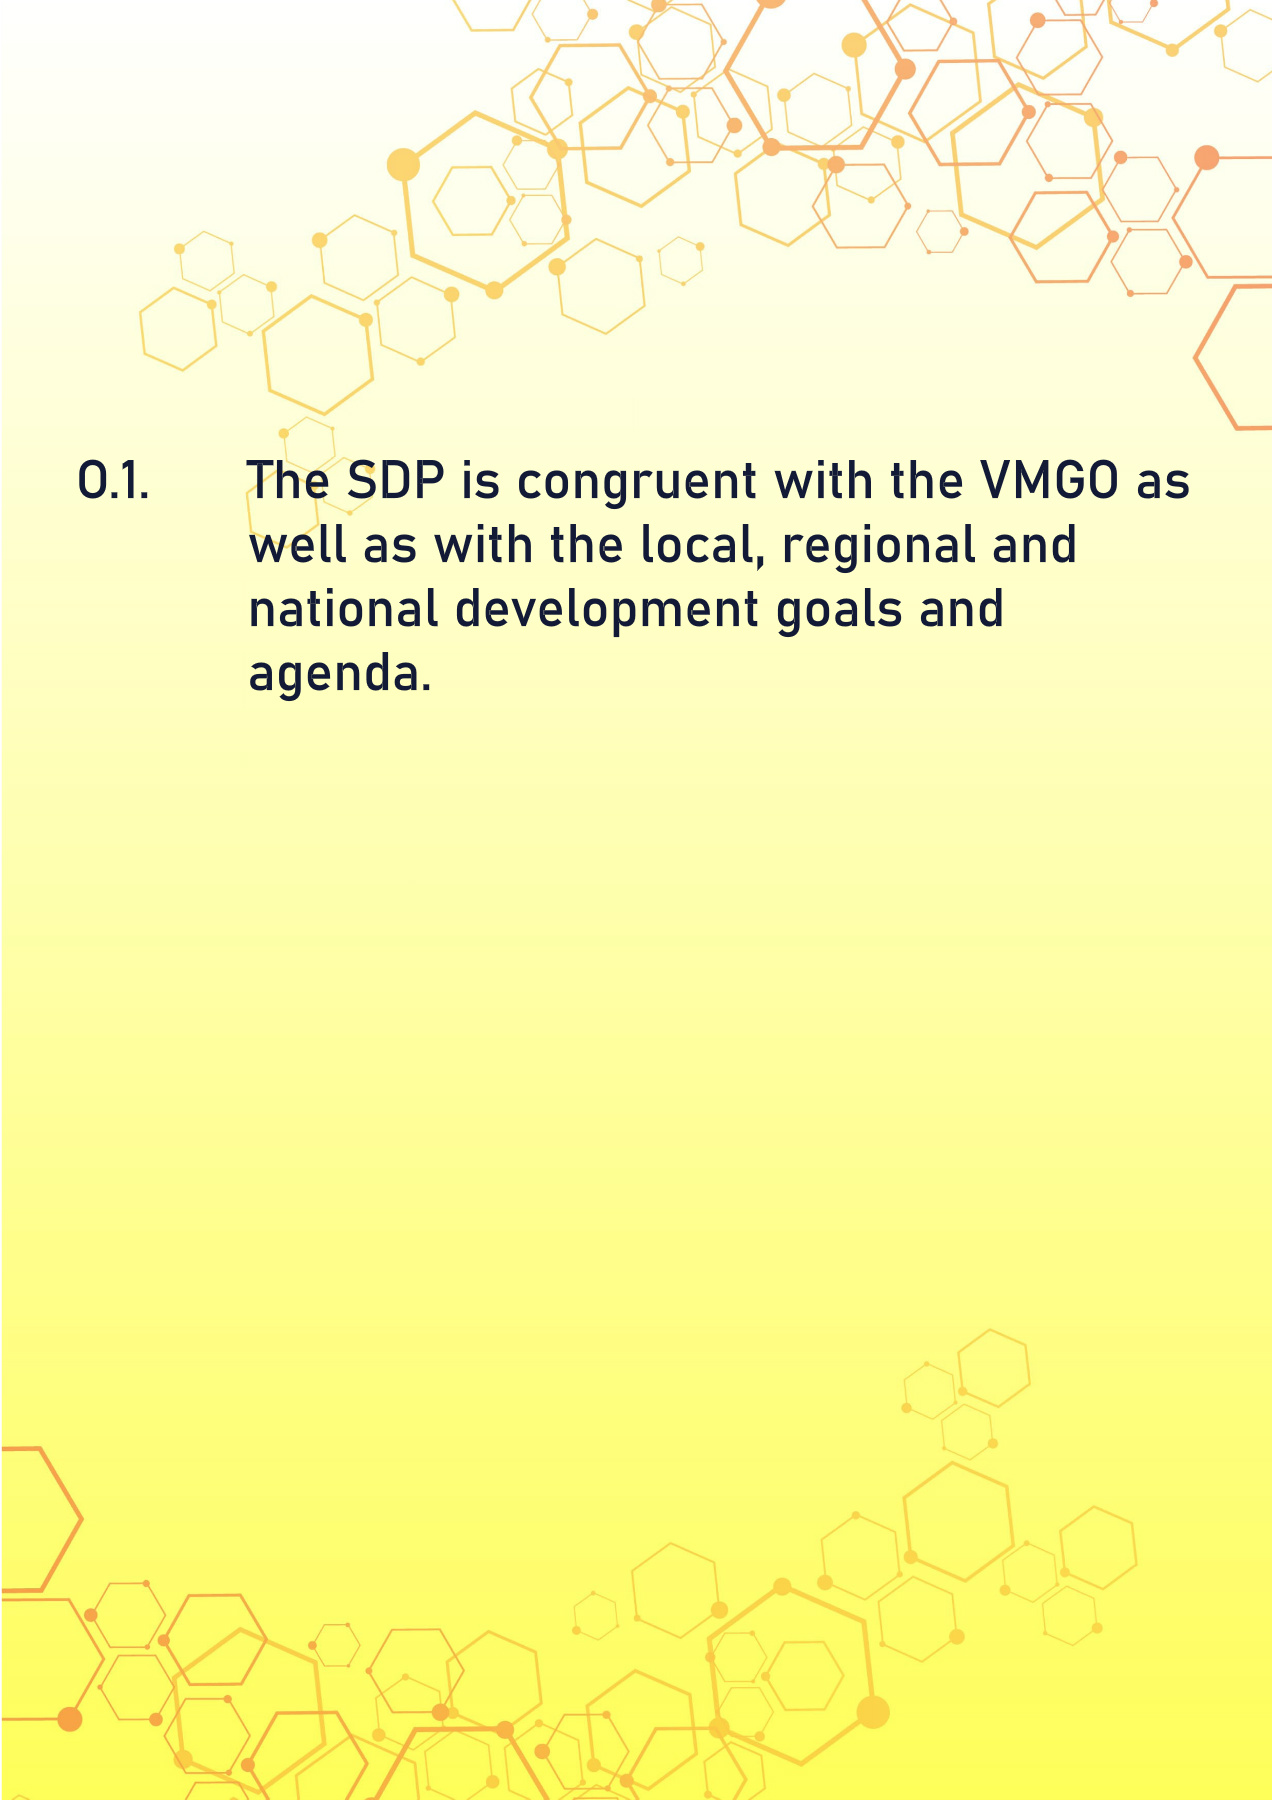 O.1. The SDP is congruent with the VMGO as
well as with the local, regional and
national development goals and
agenda.